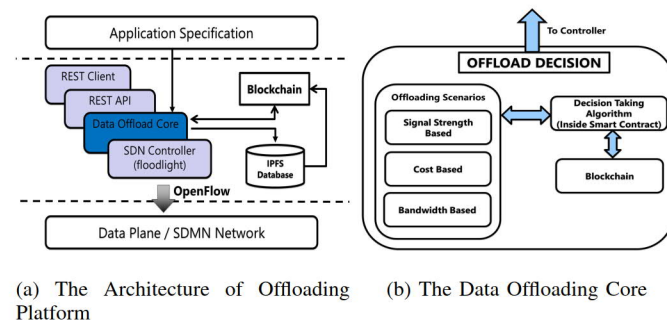 Application Specification
REST Client
REST API
Data Offload Core
SDN Controller
(floodlight)
Blockchain
IPFS
Database
OpenFlow
Data Plane / SDMN Network
(a) The Architecture of Offloading
Platform
To Controller
OFFLOAD DECISION
Offloading Scenarios
Signal Strength
Based
Cost Based
Bandwidth Based
Decision Taking
Algorithm
(Inside Smart Contract)
Blockchain
(b) The Data Offloading Core